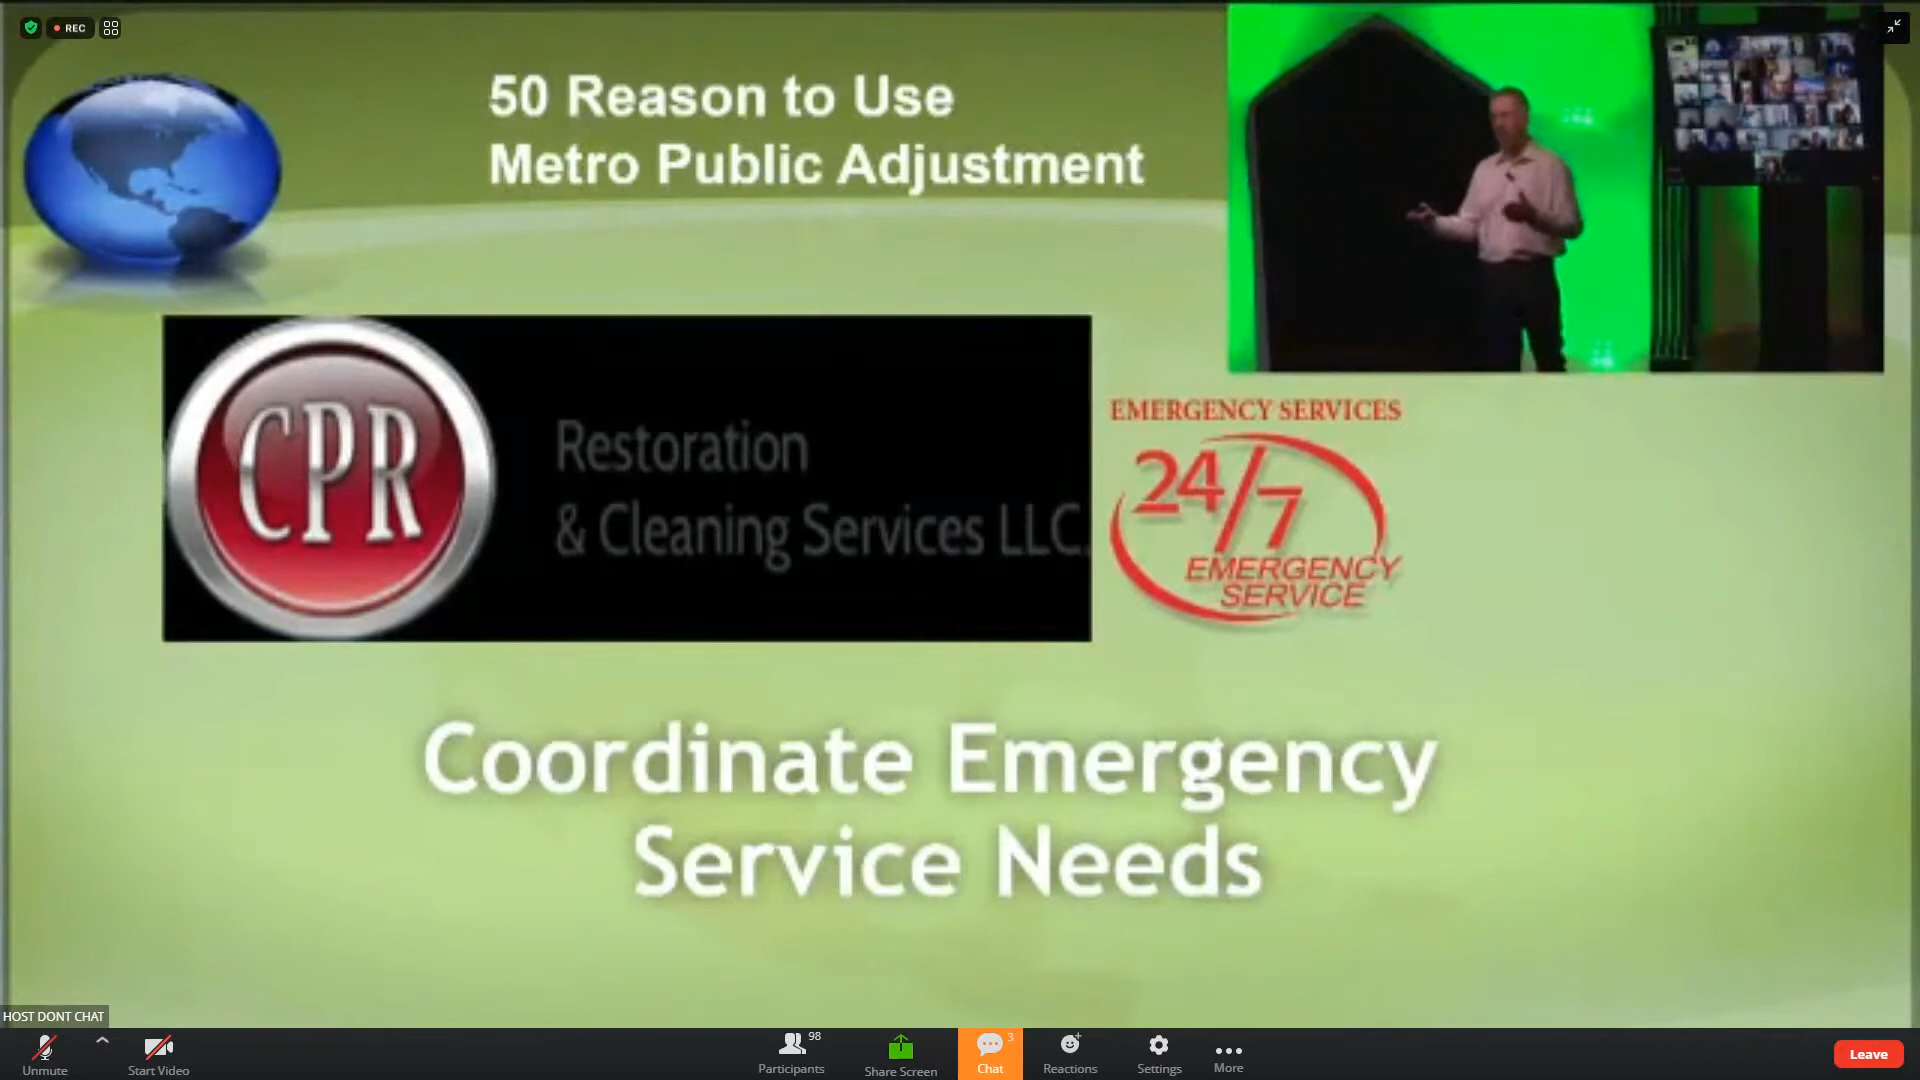 REC
50 Reason to Use
Metro Public Adjustment
CPR
Restoration
& Cleaning Services LLC.
EMERGENCY SERVICES
24/7
EMERGENCY
SERVICE
Coordinate Emergency
Service Needs
HOST DONT CHAT
Unmute
Start Video
98
Participants
Share Screen
3
Chat
Reactions
Settings
More
Leave